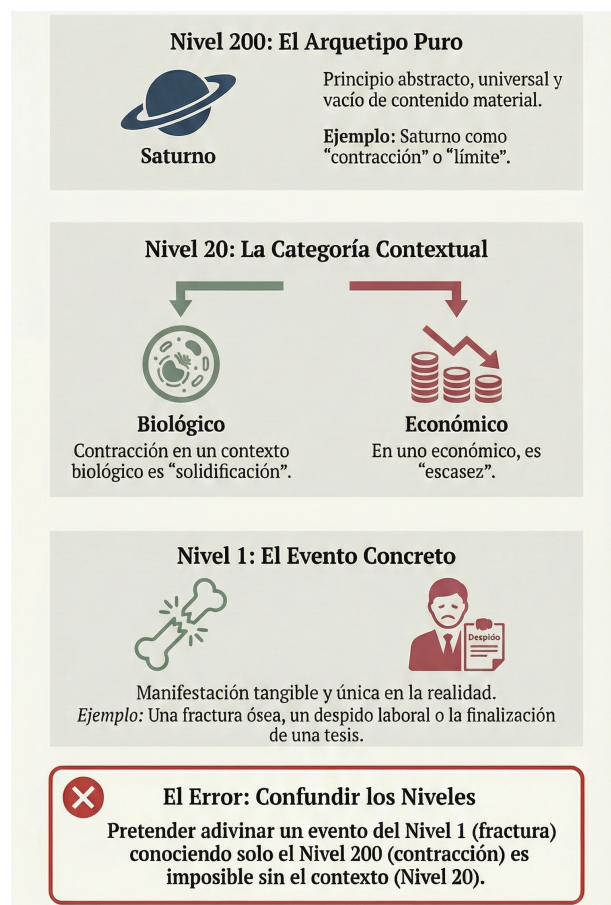 Nivel 200: El Arquetipo Puro
Saturno
Principio abstracto, universal y
vacío de contenido material.
Ejemplo: Saturno como
“contracción” o “límite”.
Nivel 20: La Categoría Contextual
Biológico
Contracción en un contexto
biológico es “solidificación”.
Económico
En uno económico, es
“escasez”.
Nivel 1: El Evento Concreto
Despido
Manifestación tangible y única en la realidad.
Ejemplo: Una fractura ósea, un despido laboral o la finalización
de una tesis.
El Error: Confundir los Niveles
Pretender adivinar un evento del Nivel 1 (fractura)
conociendo solo el Nivel 200 (contracción) es
imposible sin el contexto (Nivel 20).